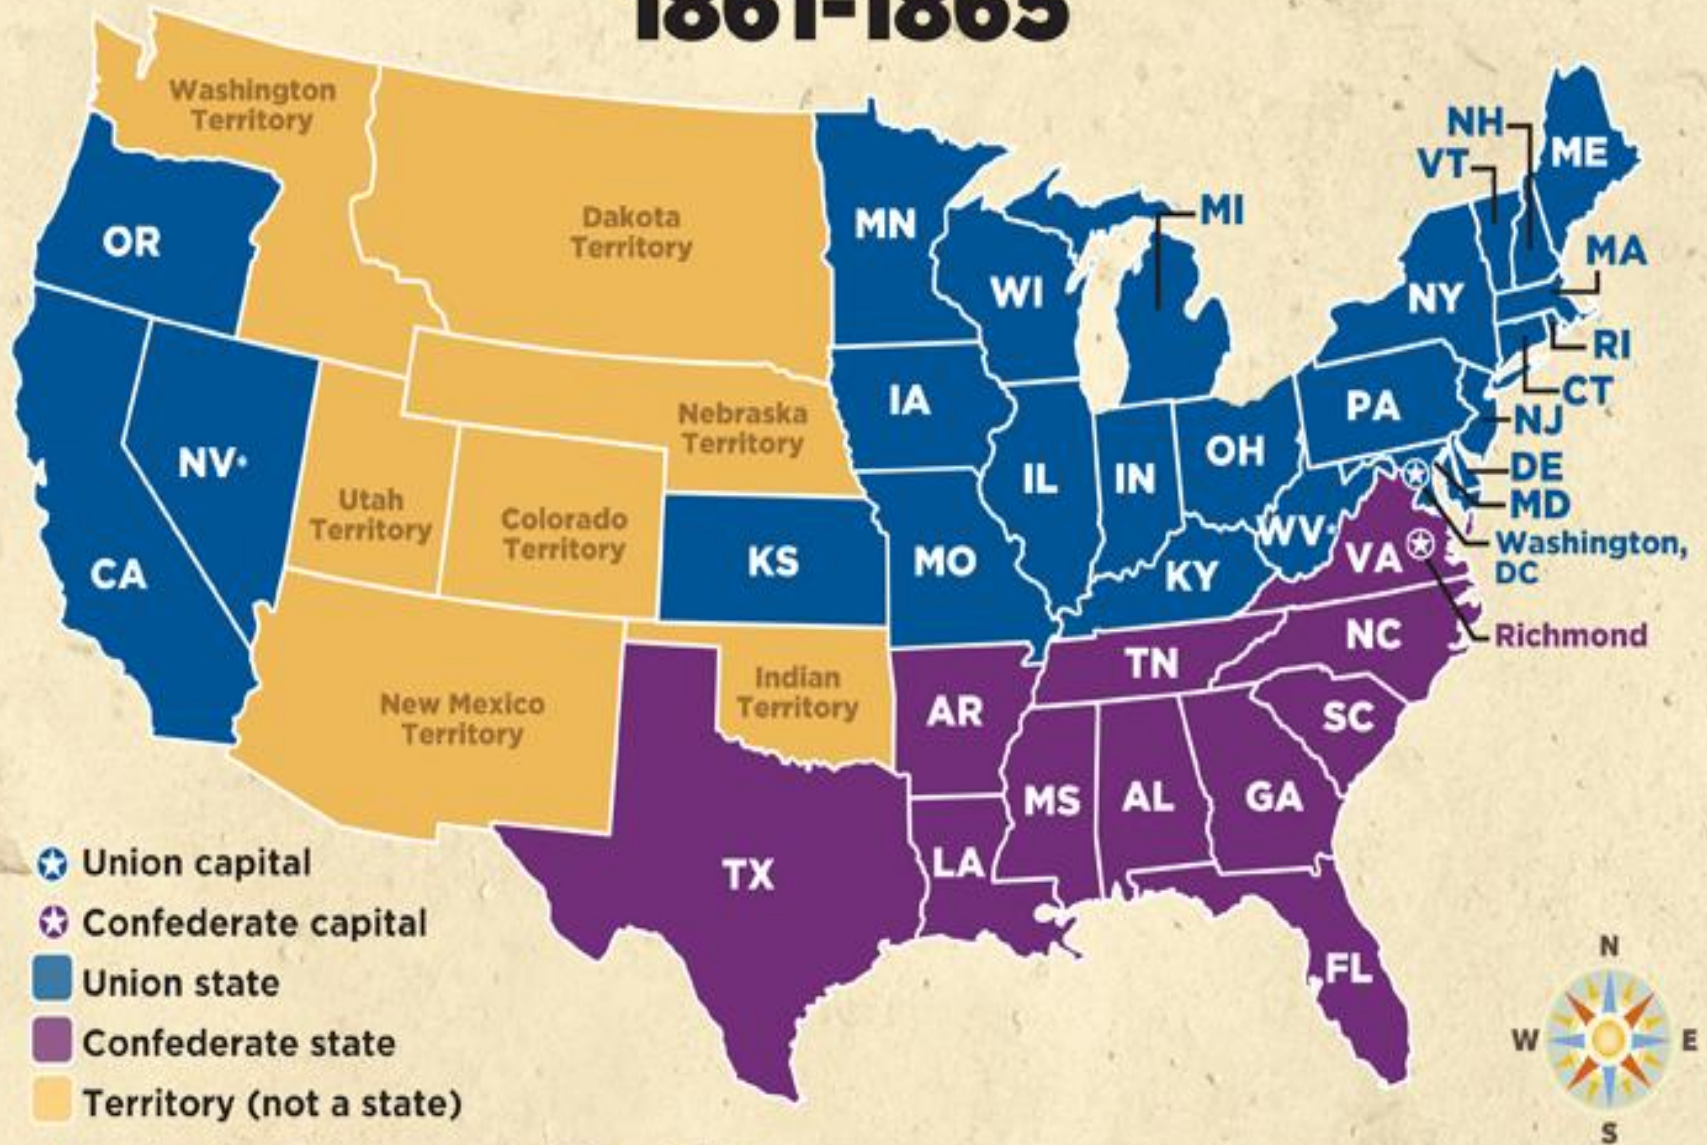 1861-1865
Washington
Territory
Dakota
Territory
OR
MN
MI
NH
VT
ME
WI
NY
MA
RI
CT
NJ
IA
PA
DE
MD
Washington,
DC
Nebraska
Territory
NV•
Utah
Territory
Colorado
Territory
KS
CA
IL
IN
OH
WV•
VA
MO
KY
Richmond
New Mexico
Territory
Indian
Territory
TN
NC
AR
SC
MS
AL
GA
TX
LA
FL
Union capital
Confederate capital
Union state
Confederate state
Territory (not a state)
N
W
E
S